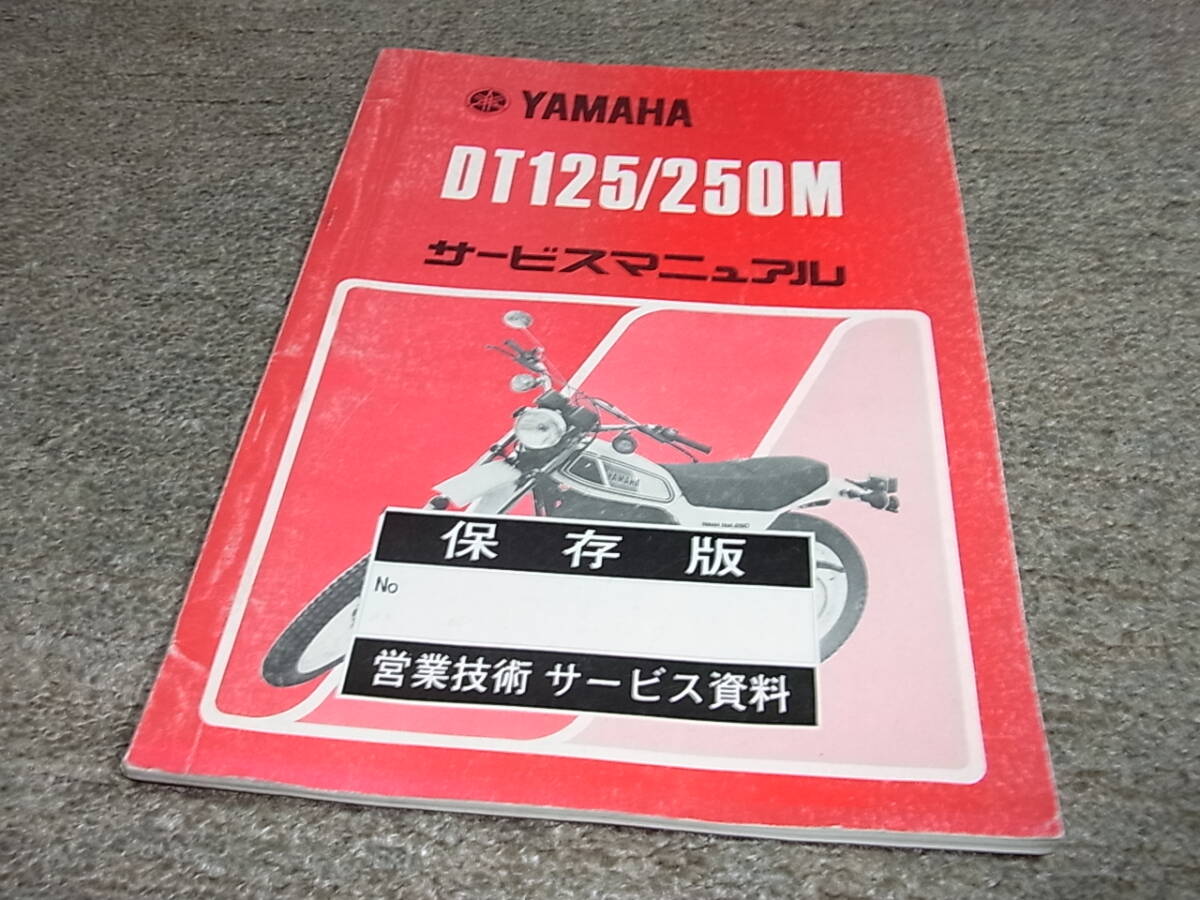 YAMAHA
DT125/250M
サービスマニュアル
YAMAHA
保存版
No
営業技術 サービス資料